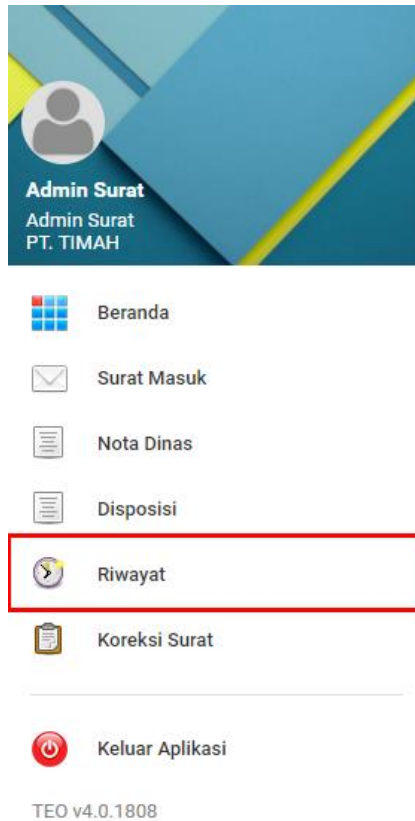 Admin Surat
Admin Surat
PT. TIMAH
Beranda
Surat Masuk
Nota Dinas
Disposisi
Riwayat
Koreksi Surat
Keluar Aplikasi
TEO v4.0.1808